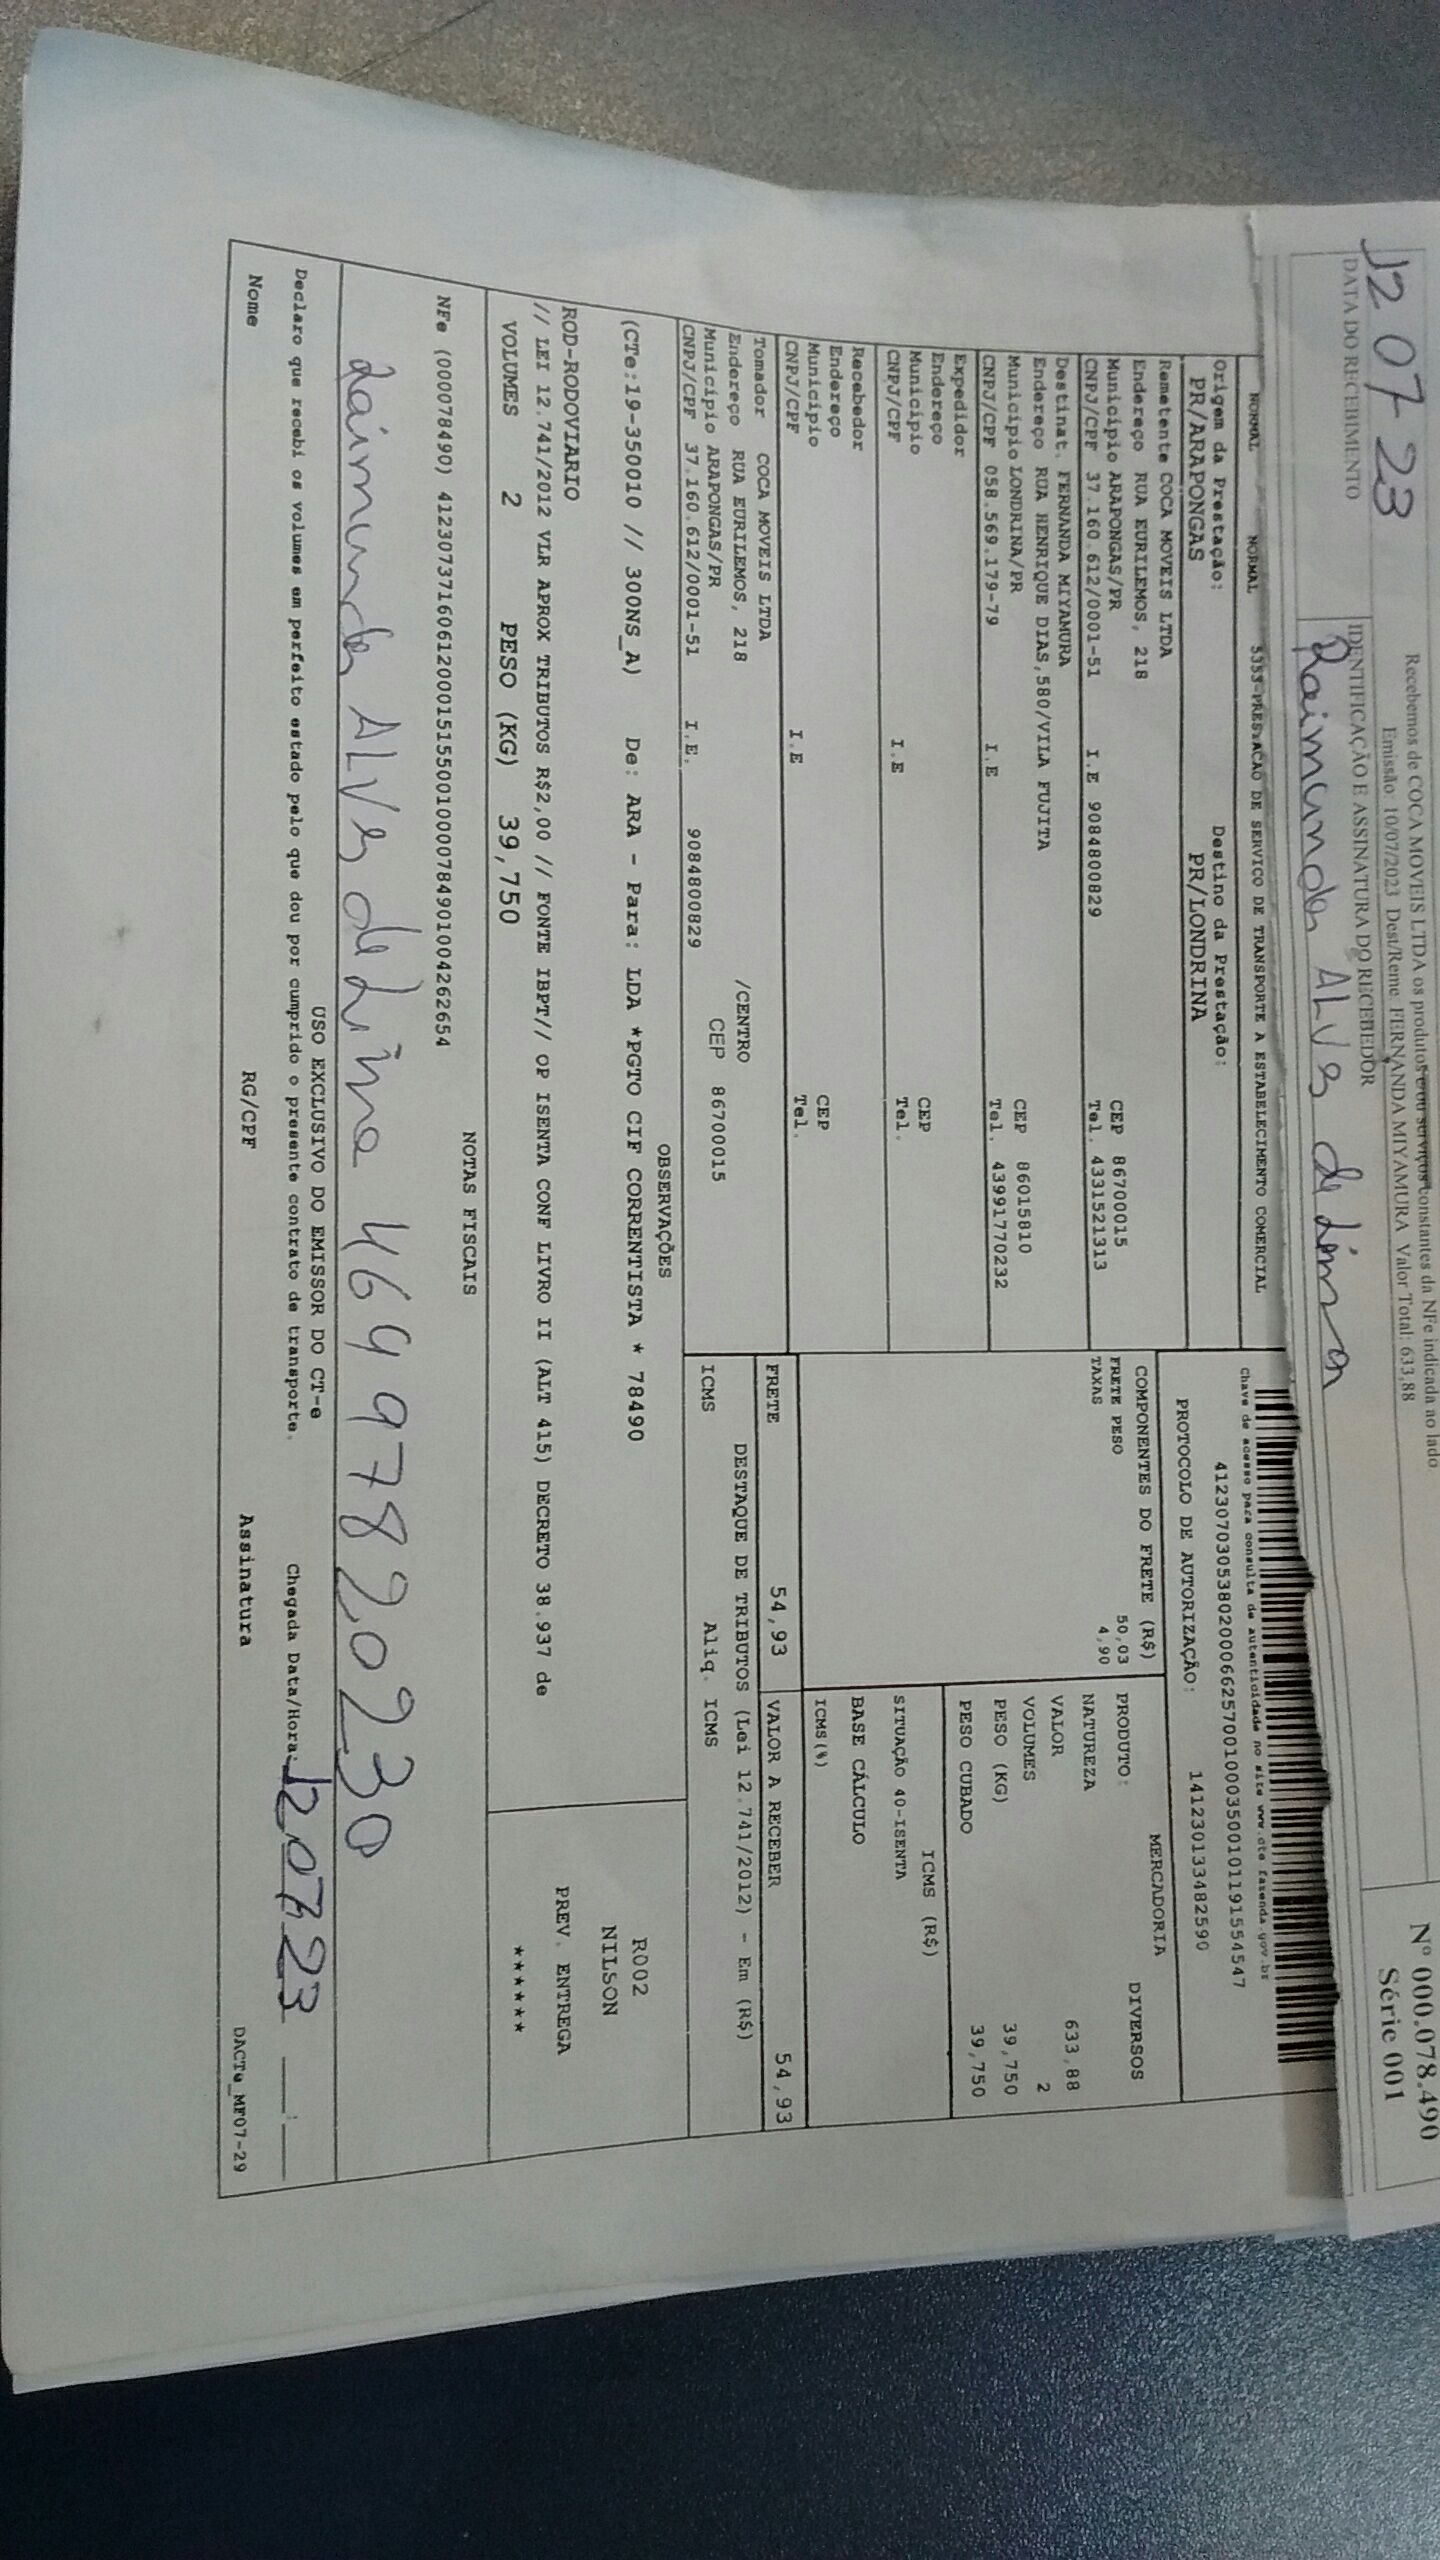 Recebemos de COCA MOVEIS LTDA os produtos e/ou serviços constantes da NFe indicada ao lado
Emissão: 10/07/2023 Dest/Reme: FERNANDA MIYAMURA Valor Total: 633,88
Nº 000.078.490
Série 001
DATA DO RECEBIMENTO
IDENTIFICAÇÃO E ASSINATURA DO RECEBEDOR
12 07 23
Raimundo ALVes de Lima
NORMAL NORMAL 5353-PRESTACAO DE SERVICO DE TRANSPORTE A ESTABELECIMENTO COMERCIAL
Chave de acesso para consulta de autenticidade no site www.cte.fazenda.gov.br
41230703053802000662570010003500101191554547
Origem da Prestação: Destino da Prestação:
PR/ARAPONGAS PR/LONDRINA
PROTOCOLO DE AUTORIZAÇÃO: 141230133482590
Remetente COCA MOVEIS LTDA
Endereço RUA EURILEMOS, 218
Município ARAPONGAS/PR CEP 86700015
CNPJ/CPF 37.160.612/0001-51 I.E 9084800829 Tel. 4331521313
Destinat. FERNANDA MIYAMURA
Endereço RUA HENRIQUE DIAS,580/VILA FUJITA
Município LONDRINA/PR CEP 86015810
CNPJ/CPF 058.569.179-79 I.E Tel. 43991770232
Expedidor
Endereço
Município CEP
CNPJ/CPF I.E Tel.
Recebedor
Endereço
Município CEP
CNPJ/CPF I.E Tel.
Tomador COCA MOVEIS LTDA
Endereço RUA EURILEMOS, 218 /CENTRO
Município ARAPONGAS/PR CEP 86700015
CNPJ/CPF 37.160.612/0001-51 I.E. 9084800829
COMPONENTES DO FRETE (R$)
FRETE PESO 50,03
TAXAS 4,90
MERCADORIA
PRODUTO: DIVERSOS
NATUREZA
VALOR 633,88
VOLUMES 2
PESO (KG) 39,750
PESO CUBADO 39,750
ICMS (R$)
SITUAÇÃO 40-ISENTA
BASE CÁLCULO
ICMS(%)
FRETE 54,93 VALOR A RECEBER 54,93
DESTAQUE DE TRIBUTOS (Lei 12.741/2012) - Em (R$)
ICMS Aliq. ICMS
OBSERVAÇÕES
(CTe:19-350010 // 300NS_A) De: ARA - Para: LDA *PGTO CIF CORRENTISTA * 78490
ROD-RODOVIARIO
// LEI 12.741/2012 VLR APROX TRIBUTOS R$2,00 // FONTE IBPT// OP ISENTA CONF LIVRO II (ALT 415) DECRETO 38.937 de
VOLUMES 2 PESO (KG) 39,750
R002
NILSON
PREV. ENTREGA
******
NOTAS FISCAIS
NFe (000078490) 41230737160612000151550010000784901004262654
Raimundo ALVes de Lima 46997820230
USO EXCLUSIVO DO EMISSOR DO CT-e
Declaro que recebi os volumes em perfeito estado pelo que dou por cumprido o presente contrato de transporte. Chegada Data/Hora: 12 07 23 ___:___
Nome RG/CPF Assinatura DACTe_MF07-29